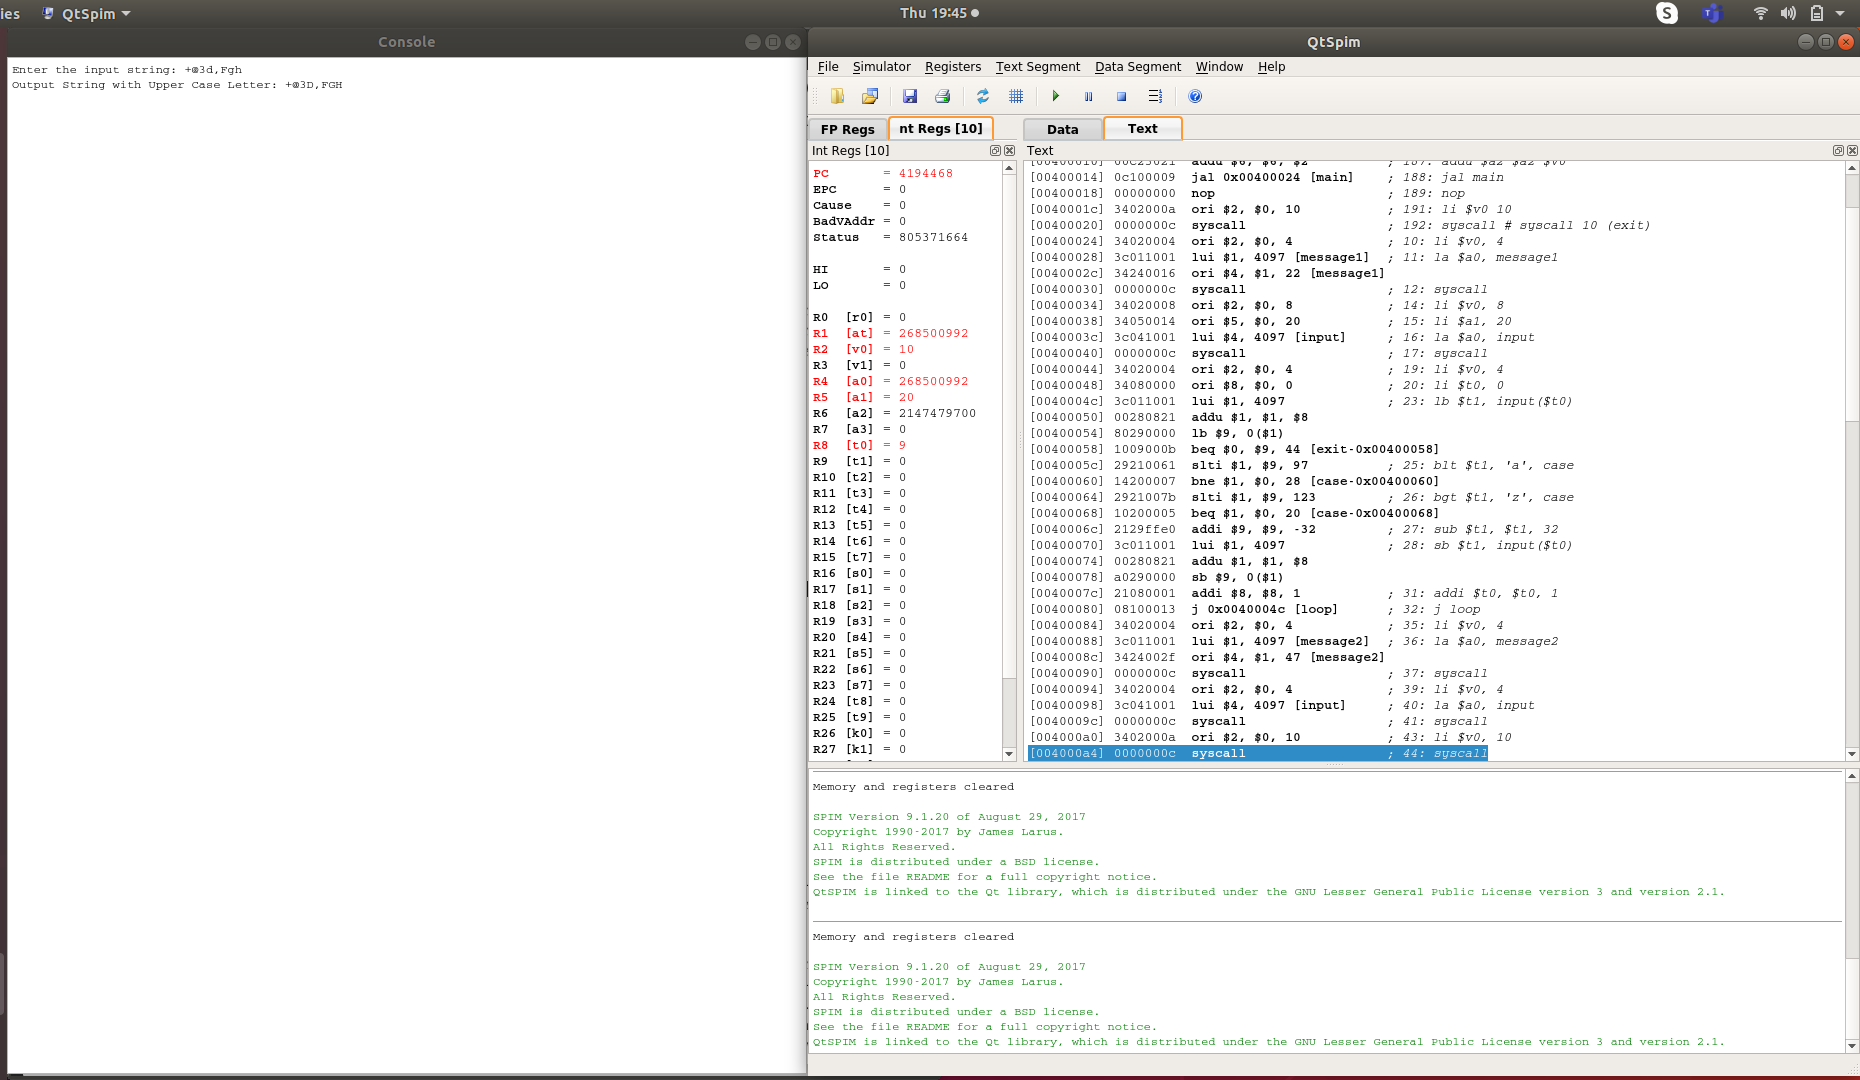 ies QtSpim Thu 19:45
Console
Enter the input string: +@3d,Fgh
Output String with Upper Case Letter: +@3D,FGH
QtSpim
File Simulator Registers Text Segment Data Segment Window Help
FP Regs nt Regs [10]
Int Regs [10]
PC = 4194468
EPC = 0
Cause = 0
BadVAddr = 0
Status = 805371664
HI = 0
LO = 0
R0 [r0] = 0
R1 [at] = 268500992
R2 [v0] = 10
R3 [v1] = 0
R4 [a0] = 268500992
R5 [a1] = 20
R6 [a2] = 2147479700
R7 [a3] = 0
R8 [t0] = 9
R9 [t1] = 0
R10 [t2] = 0
R11 [t3] = 0
R12 [t4] = 0
R13 [t5] = 0
R14 [t6] = 0
R15 [t7] = 0
R16 [s0] = 0
R17 [s1] = 0
R18 [s2] = 0
R19 [s3] = 0
R20 [s4] = 0
R21 [s5] = 0
R22 [s6] = 0
R23 [s7] = 0
R24 [t8] = 0
R25 [t9] = 0
R26 [k0] = 0
R27 [k1] = 0
Data Text
Text
[00400010] 00c23021 addu $6, $6, $2 ; 187: addu $a2 $a2 $v0
[00400014] 0c100009 jal 0x00400024 [main] ; 188: jal main
[00400018] 00000000 nop ; 189: nop
[0040001c] 3402000a ori $2, $0, 10 ; 191: li $v0 10
[00400020] 0000000c syscall ; 192: syscall # syscall 10 (exit)
[00400024] 34020004 ori $2, $0, 4 ; 10: li $v0, 4
[00400028] 3c011001 lui $1, 4097 [message1] ; 11: la $a0, message1
[0040002c] 34240016 ori $4, $1, 22 [message1]
[00400030] 0000000c syscall ; 12: syscall
[00400034] 34020008 ori $2, $0, 8 ; 14: li $v0, 8
[00400038] 34050014 ori $5, $0, 20 ; 15: li $a1, 20
[0040003c] 3c041001 lui $4, 4097 [input] ; 16: la $a0, input
[00400040] 0000000c syscall ; 17: syscall
[00400044] 34020004 ori $2, $0, 4 ; 19: li $v0, 4
[00400048] 34080000 ori $8, $0, 0 ; 20: li $t0, 0
[0040004c] 3c011001 lui $1, 4097 ; 23: lb $t1, input($t0)
[00400050] 00280821 addu $1, $1, $8
[00400054] 80290000 lb $9, 0($1)
[00400058] 1009000b beq $0, $9, 44 [exit-0x00400058]
[0040005c] 29210061 slti $1, $9, 97 ; 25: blt $t1, 'a', case
[00400060] 14200007 bne $1, $0, 28 [case-0x00400060]
[00400064] 2921007b slti $1, $9, 123 ; 26: bgt $t1, 'z', case
[00400068] 10200005 beq $1, $0, 20 [case-0x00400068]
[0040006c] 2129ffe0 addi $9, $9, -32 ; 27: sub $t1, $t1, 32
[00400070] 3c011001 lui $1, 4097 ; 28: sb $t1, input($t0)
[00400074] 00280821 addu $1, $1, $8
[00400078] a0290000 sb $9, 0($1)
[0040007c] 21080001 addi $8, $8, 1 ; 31: addi $t0, $t0, 1
[00400080] 08100013 j 0x0040004c [loop] ; 32: j loop
[00400084] 34020004 ori $2, $0, 4 ; 35: li $v0, 4
[00400088] 3c011001 lui $1, 4097 [message2] ; 36: la $a0, message2
[0040008c] 3424002f ori $4, $1, 47 [message2]
[00400090] 0000000c syscall ; 37: syscall
[00400094] 34020004 ori $2, $0, 4 ; 39: li $v0, 4
[00400098] 3c041001 lui $4, 4097 [input] ; 40: la $a0, input
[0040009c] 0000000c syscall ; 41: syscall
[004000a0] 3402000a ori $2, $0, 10 ; 43: li $v0, 10
[004000a4] 0000000c syscall ; 44: syscall
Memory and registers cleared
SPIM Version 9.1.20 of August 29, 2017
Copyright 1990-2017 by James Larus.
All Rights Reserved.
SPIM is distributed under a BSD license.
See the file README for a full copyright notice.
QtSPIM is linked to the Qt library, which is distributed under the GNU Lesser General Public License version 3 and version 2.1.
Memory and registers cleared
SPIM Version 9.1.20 of August 29, 2017
Copyright 1990-2017 by James Larus.
All Rights Reserved.
SPIM is distributed under a BSD license.
See the file README for a full copyright notice.
QtSPIM is linked to the Qt library, which is distributed under the GNU Lesser General Public License version 3 and version 2.1.